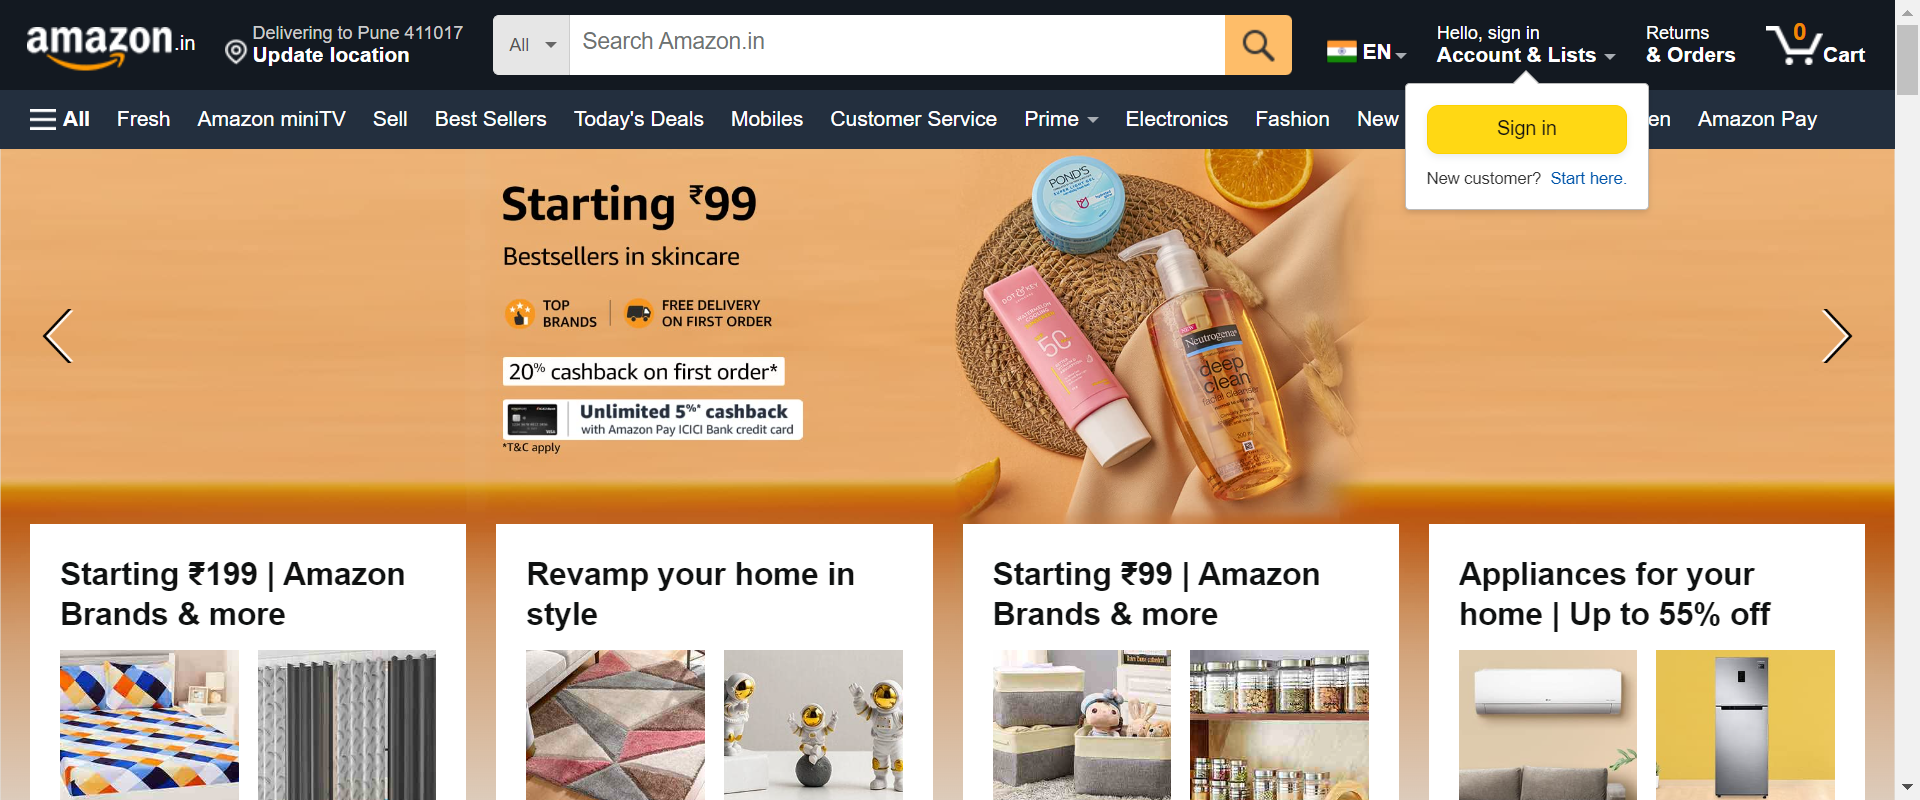 amazon.in
Delivering to Pune 411017
Update location
All
Search Amazon.in
EN
Hello, sign in
Account & Lists
Returns
& Orders
0
Cart
All
Fresh
Amazon miniTV
Sell
Best Sellers
Today's Deals
Mobiles
Customer Service
Prime
Electronics
Fashion
New
en
Amazon Pay
Sign in
New customer? Start here.
Starting ₹99
Bestsellers in skincare
TOP
BRANDS
FREE DELIVERY
ON FIRST ORDER
20% cashback on first order*
Unlimited 5%* cashback
with Amazon Pay ICICI Bank credit card
*T&C apply
POND'S
SUPER LIGHT GEL
DOT & KEY
WATERMELON
COOLING
50
Neutrogena
deep
clean
facial cleanser
Starting ₹199 | Amazon
Brands & more
Revamp your home in
style
Starting ₹99 | Amazon
Brands & more
Appliances for your
home | Up to 55% off